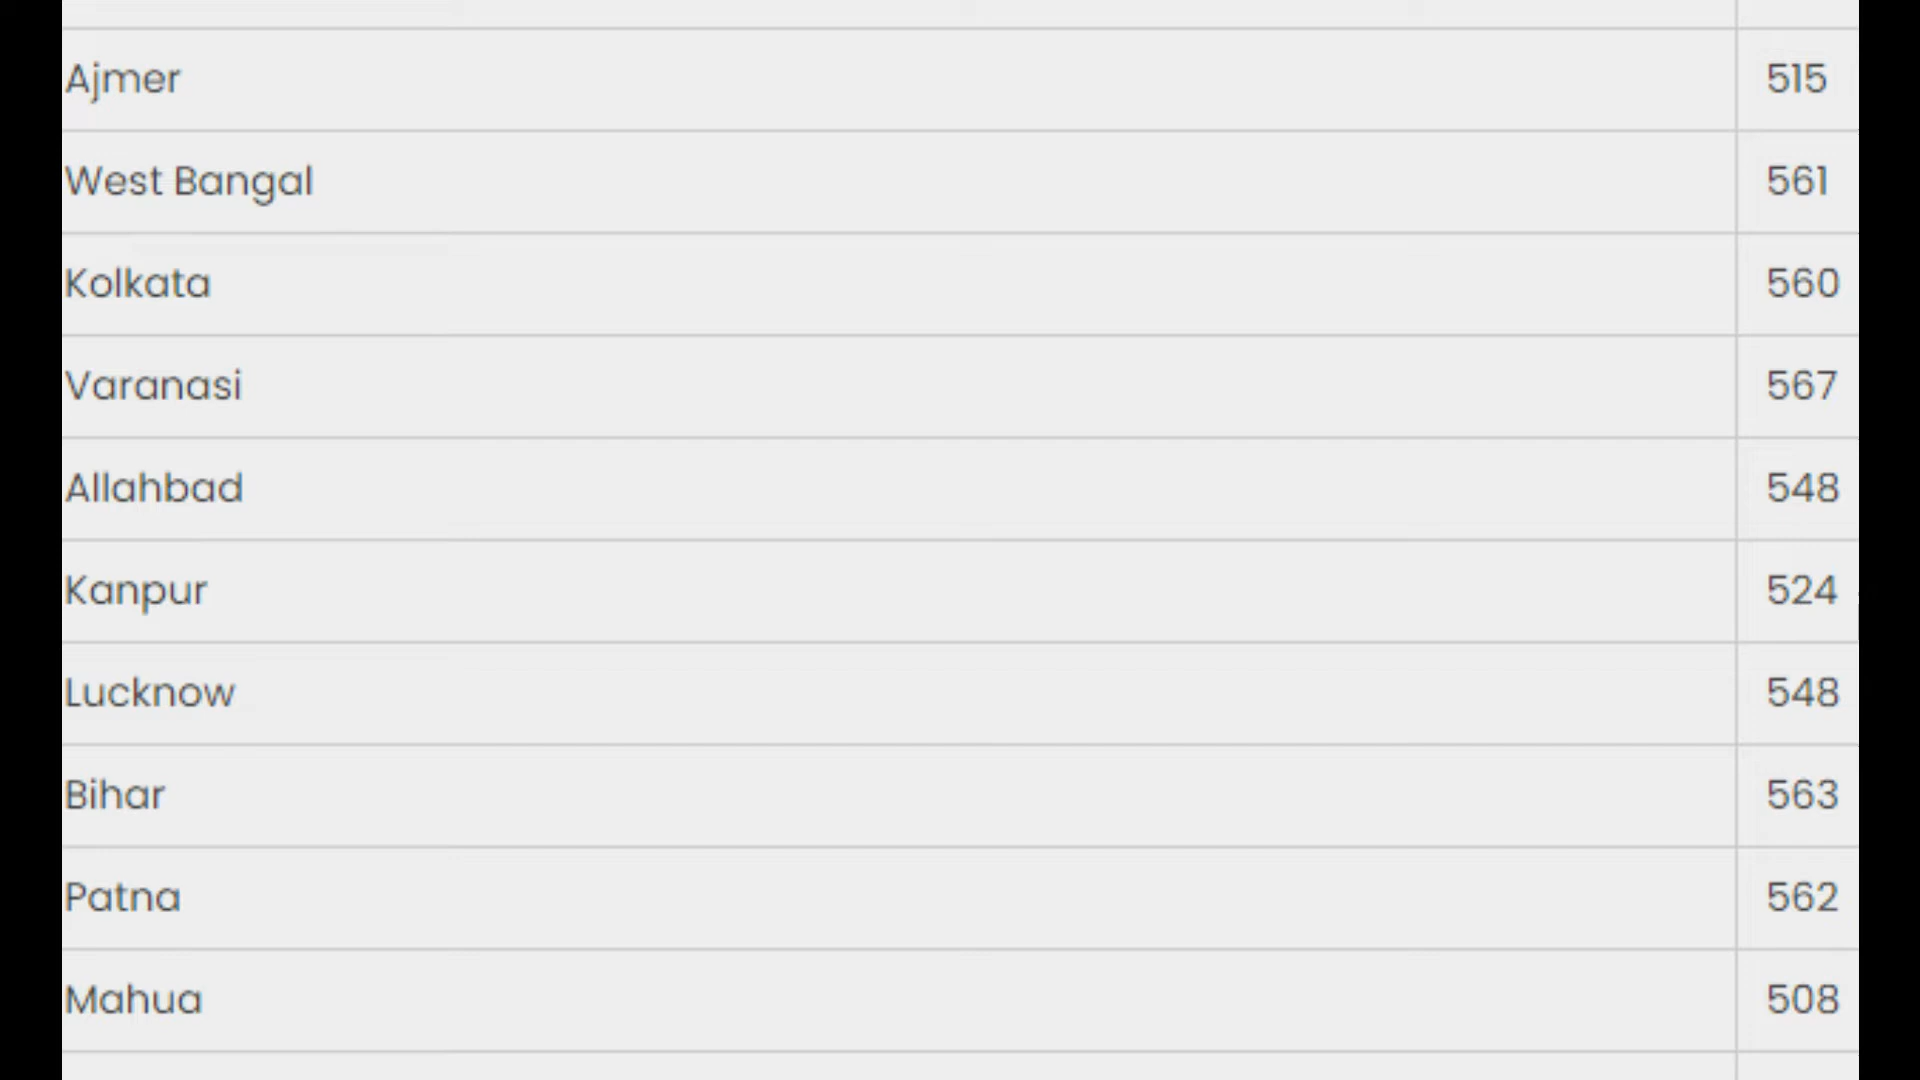 Ajmer 515
West Bangal 561
Kolkata 560
Varanasi 567
Allahbad 548
Kanpur 524
Lucknow 548
Bihar 563
Patna 562
Mahua 508